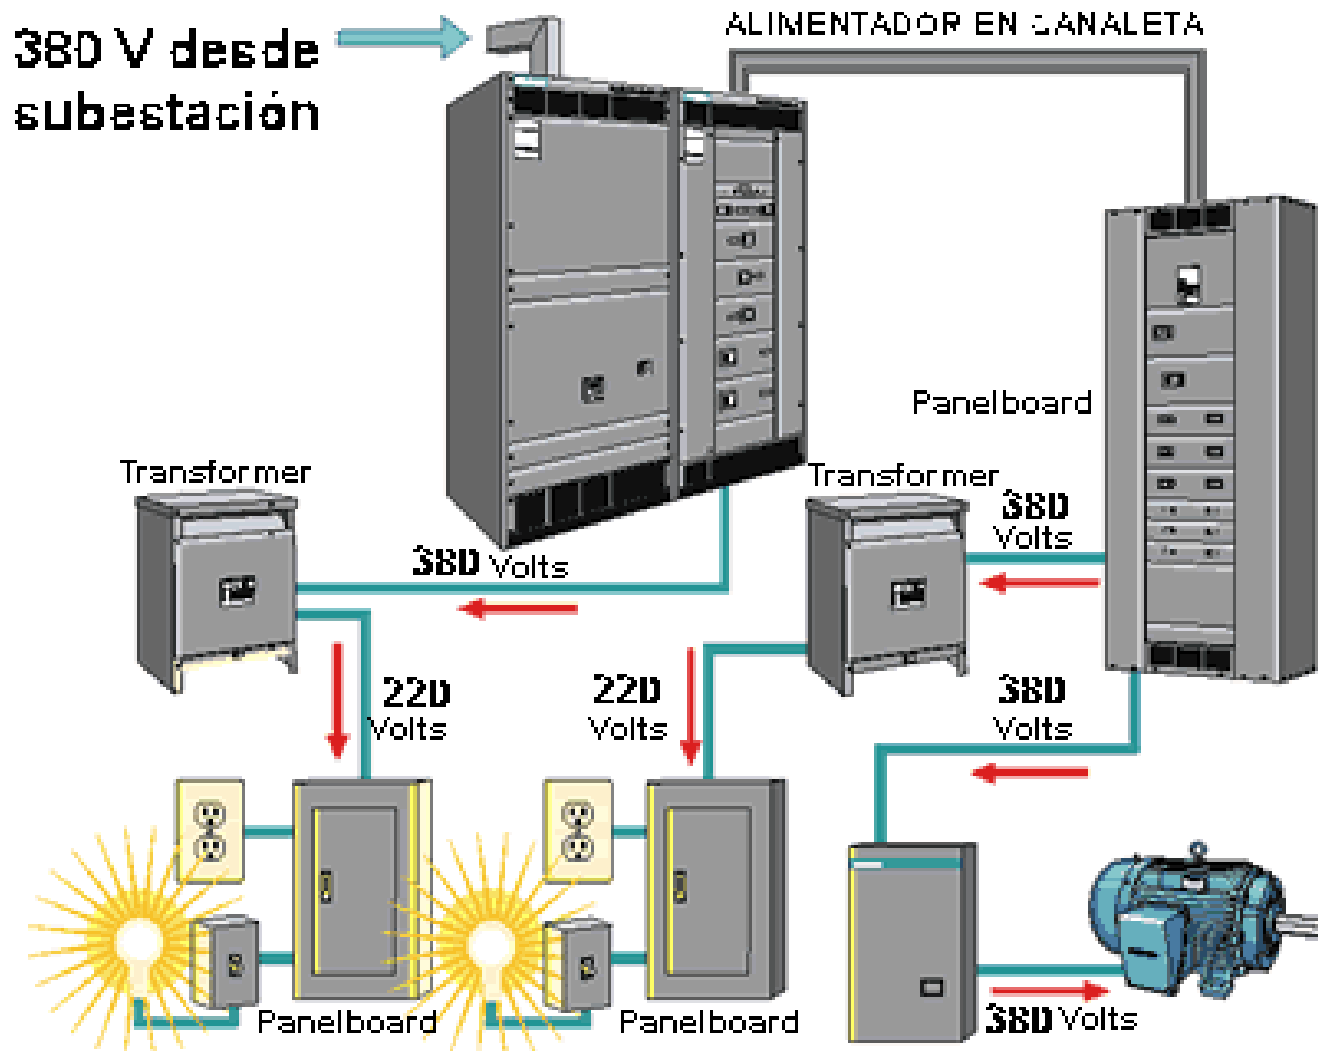 380 V desde
subestación
ALIMENTADOR EN CANALETA
Panelboard
Transformer
Transformer
380
Volts
380 Volts
220
Volts
220
Volts
380
Volts
Panelboard
Panelboard
380 Volts